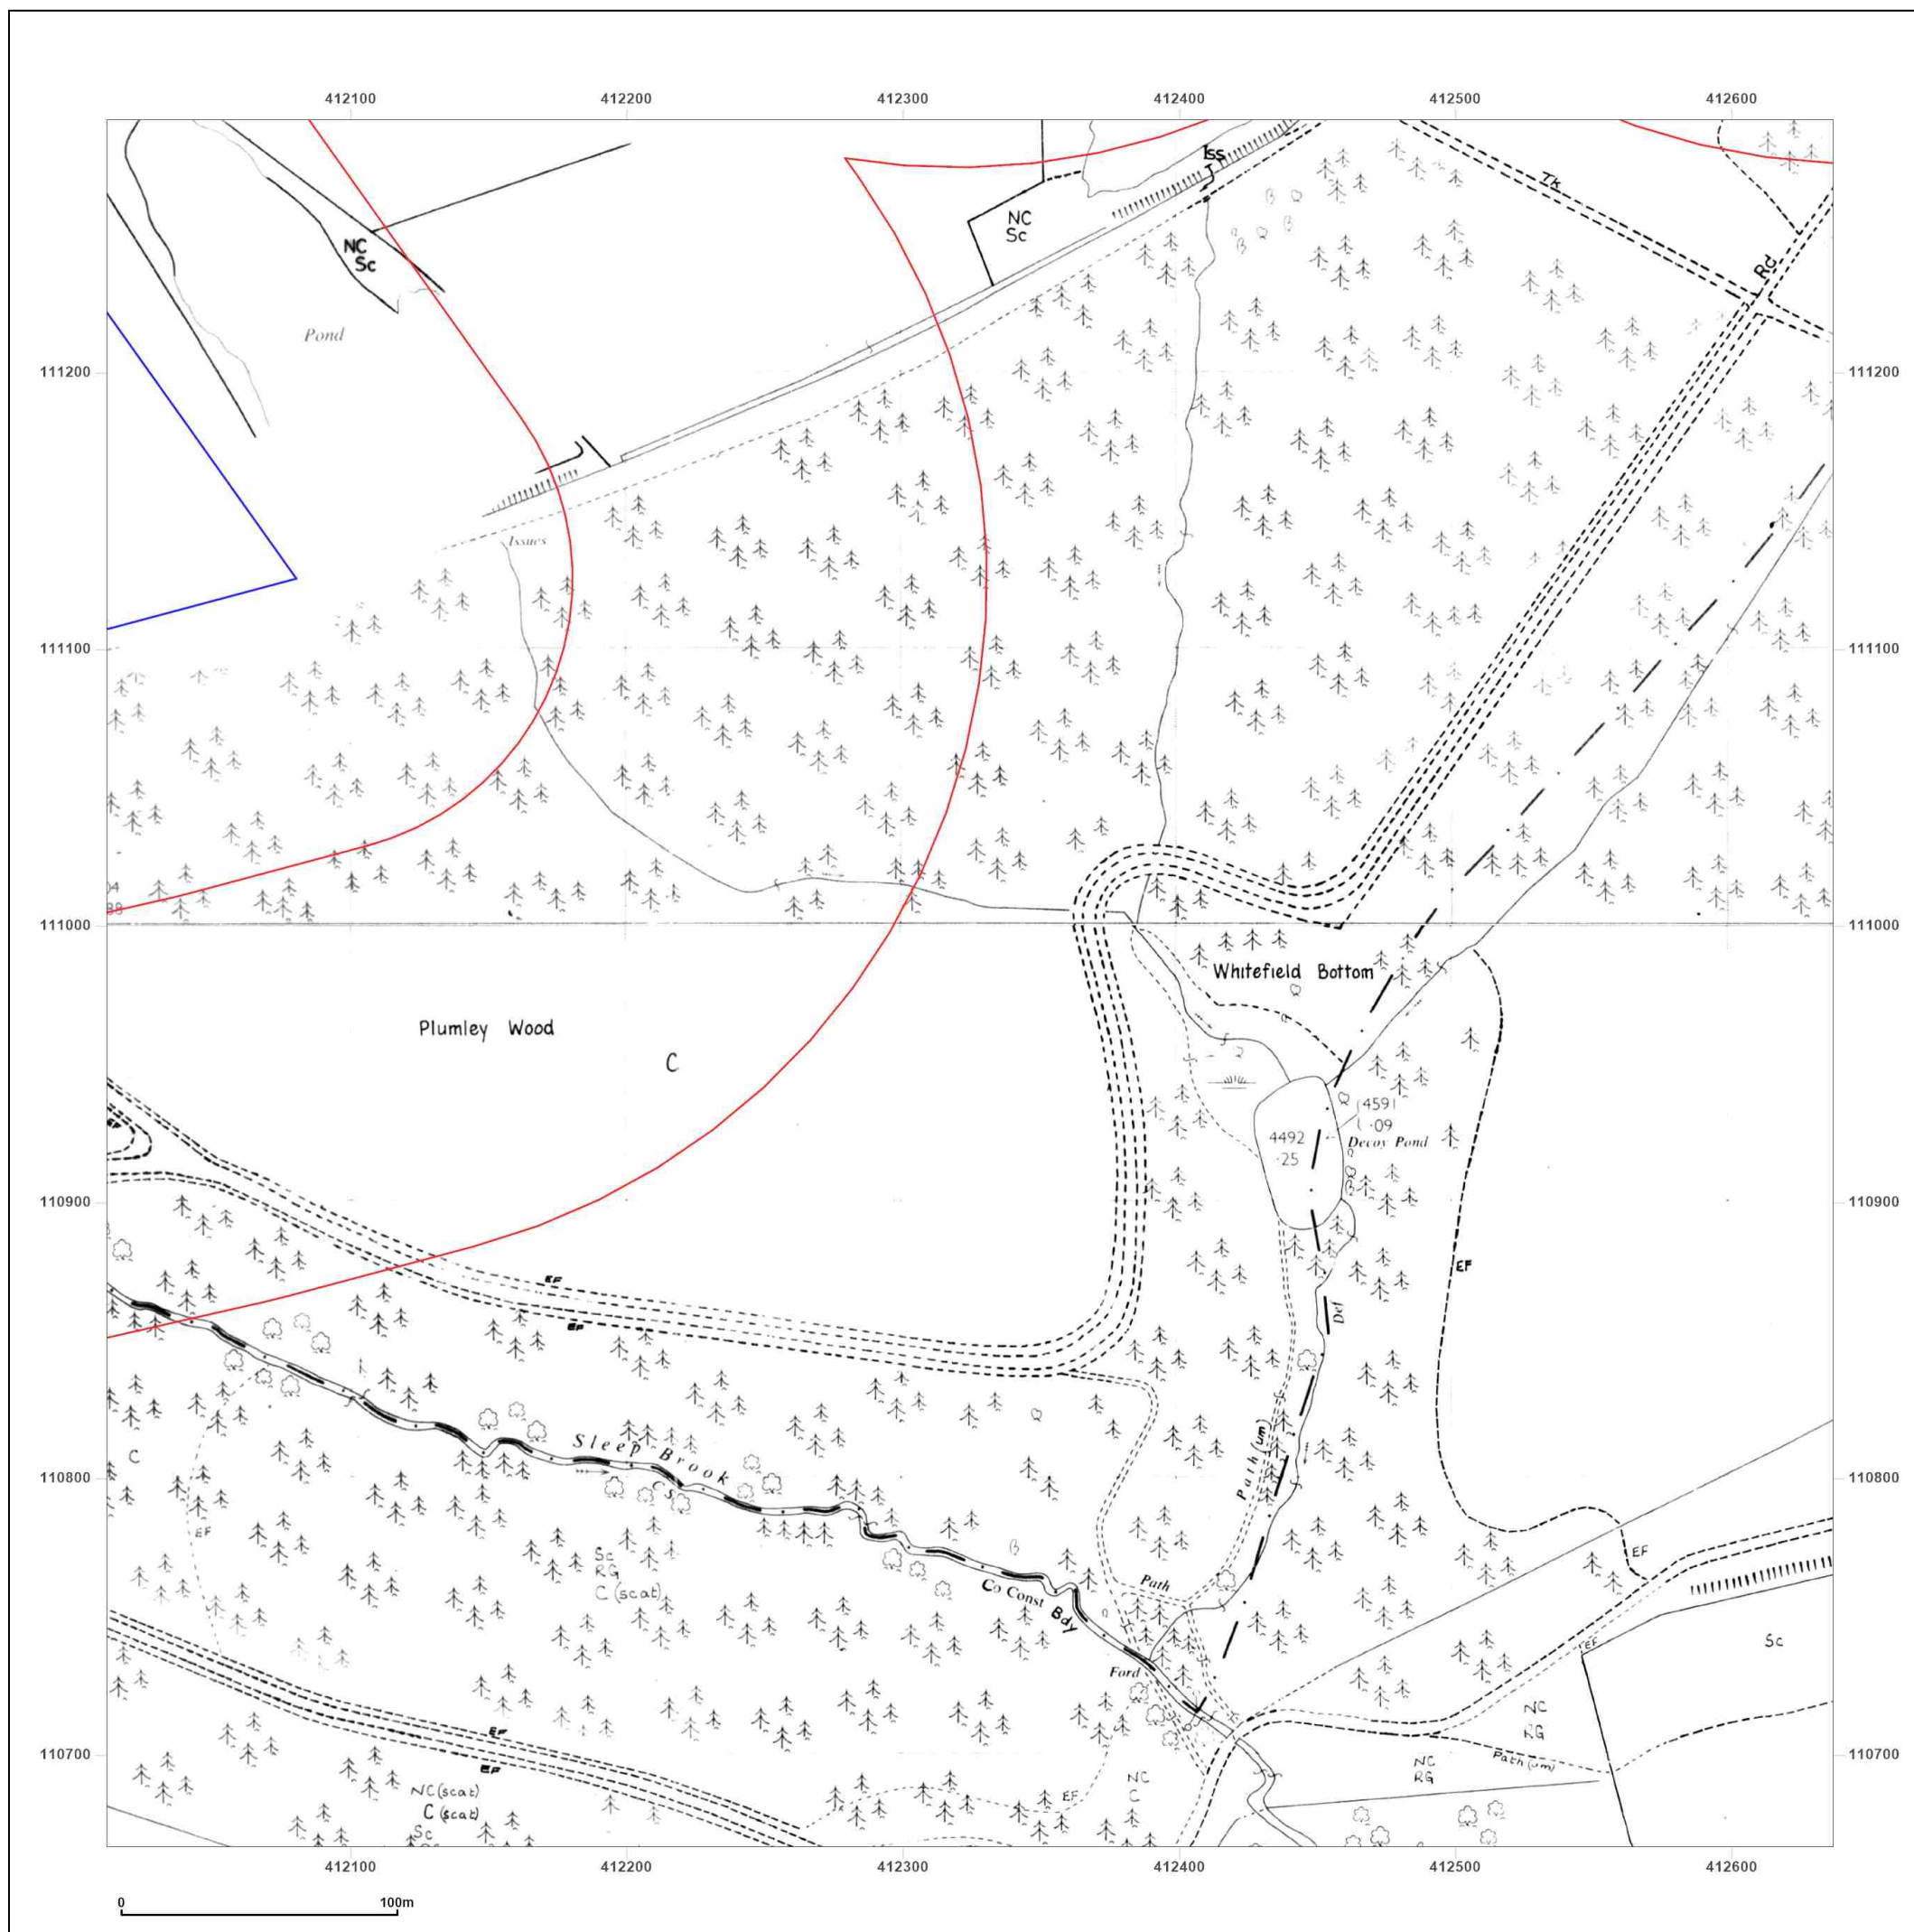 412100 412200 412300 412400 412500 412600
Iss
Tk
NC
Sc
NC
Sc
Rd
Pond
111200 111200
Issues
111100 111100
04
88
111000 111000
Whitefield Bottom
Plumley Wood
C
4591
·09
4492
·25
Decoy Pond
110900 110900
EF
EF
EF
Def
Path (um)
Sleep Brook
C
Cs
110800 110800
EF
EF
Sc
RG
C (scat)
Path
Co Const Bdy
EF
Sc
Ford
NC
RG
EF
EF
110700 110700
Path (um)
NC
RG
NC
C
EF
NC (scat)
C (scat)
Sc
412100 412200 412300 412400 412500 412600
0 100m